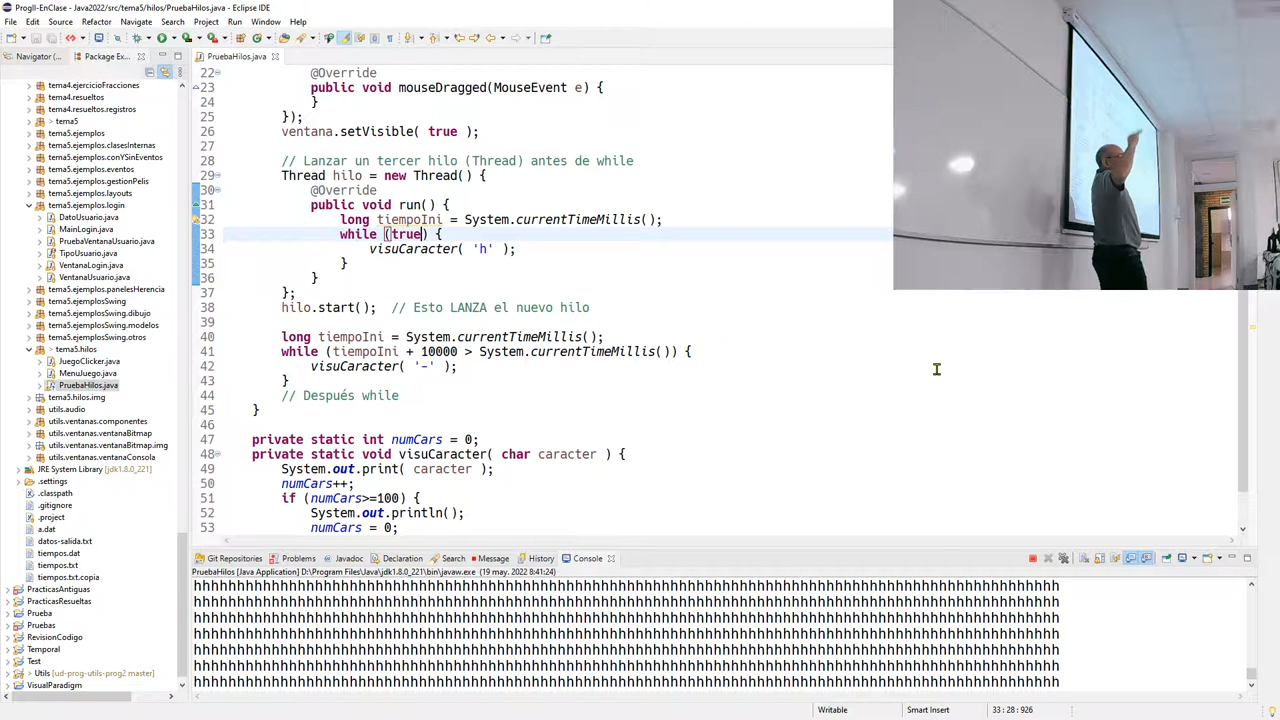 ProgII-EnClase - Java2022/src/tema5/hilos/PruebaHilos.java - Eclipse IDE
File Edit Source Refactor Navigate Search Project Run Window Help
Navigator (... Package Ex...
tema4.ejercicioFracciones
tema4.resueltos
tema4.resueltos.registros
> tema5
tema5.ejemplos
tema5.ejemplos.clasesInternas
tema5.ejemplos.conYSinEventos
tema5.ejemplos.eventos
tema5.ejemplos.gestionPelis
tema5.ejemplos.layouts
tema5.ejemplos.login
DatoUsuario.java
MainLogin.java
PruebaVentanaUsuario.java
TipoUsuario.java
VentanaLogin.java
VentanaUsuario.java
tema5.ejemplos.panelesHerencia
tema5.ejemplosSwing
tema5.ejemplosSwing.dibujo
tema5.ejemplosSwing.modelos
tema5.ejemplosSwing.otros
tema5.hilos
JuegoClicker.java
MenuJuego.java
PruebaHilos.java
tema5.hilos.img
utils.audio
utils.ventanas.componentes
utils.ventanas.ventanaBitmap
utils.ventanas.ventanaBitmap.img
utils.ventanas.ventanaConsola
JRE System Library [jdk1.8.0_221]
.settings
.classpath
.gitignore
.project
a.dat
datos-salida.txt
tiempos.dat
tiempos.txt
tiempos.txt.copia
PracticasAntiguas
PracticasResueltas
Prueba
Pruebas
RevisionCodigo
Temporal
Test
> Utils [ud-prog-utils-prog2 master]
VisualParadigm
PruebaHilos.java
22 @Override
23 public void mouseDragged(MouseEvent e) {
24 }
25 });
26 ventana.setVisible( true );
27
28 // Lanzar un tercer hilo (Thread) antes de while
29 Thread hilo = new Thread() {
30 @Override
31 public void run() {
32 long tiempoIni = System.currentTimeMillis();
33 while (true) {
34 visuCaracter( 'h' );
35 }
36 }
37 };
38 hilo.start(); // Esto LANZA el nuevo hilo
39
40 long tiempoIni = System.currentTimeMillis();
41 while (tiempoIni + 10000 > System.currentTimeMillis()) {
42 visuCaracter( '-' );
43 }
44 // Después while
45 }
46
47 private static int numCars = 0;
48 private static void visuCaracter( char caracter ) {
49 System.out.print( caracter );
50 numCars++;
51 if (numCars>=100) {
52 System.out.println();
53 numCars = 0;
Git Repositories Problems Javadoc Declaration Search Message History Console
PruebaHilos [Java Application] D:\Program Files\Java\jdk1.8.0_221\bin\javaw.exe (19 may. 2022 8:41:24)
hhhhhhhhhhhhhhhhhhhhhhhhhhhhhhhhhhhhhhhhhhhhhhhhhhhhhhhhhhhhhhhhhhhhhhhhhhhhhhhhhhhhhhhhhhhhhhhhhhhh
hhhhhhhhhhhhhhhhhhhhhhhhhhhhhhhhhhhhhhhhhhhhhhhhhhhhhhhhhhhhhhhhhhhhhhhhhhhhhhhhhhhhhhhhhhhhhhhhhhhh
hhhhhhhhhhhhhhhhhhhhhhhhhhhhhhhhhhhhhhhhhhhhhhhhhhhhhhhhhhhhhhhhhhhhhhhhhhhhhhhhhhhhhhhhhhhhhhhhhhhh
hhhhhhhhhhhhhhhhhhhhhhhhhhhhhhhhhhhhhhhhhhhhhhhhhhhhhhhhhhhhhhhhhhhhhhhhhhhhhhhhhhhhhhhhhhhhhhhhhhhh
hhhhhhhhhhhhhhhhhhhhhhhhhhhhhhhhhhhhhhhhhhhhhhhhhhhhhhhhhhhhhhhhhhhhhhhhhhhhhhhhhhhhhhhhhhhhhhhhhhhh
hhhhhhhhhhhhhhhhhhhhhhhhhhhhhhhhhhhhhhhhhhhhhhhhhhhhhhhhhhhhhhhhhhhhhhhhhhhhhhhhhhhhhhhhhhhhhhhhhhhh
hhhhhhhhhhhhhhhhhhhhhhhhhhhhhhhhhhhhhhhhhhhhhhhhhhhhhhhhhhhhhhhhhhhhhhhhhhhhhhhhhhhhhhhhhhhhhhhhhhhh
Writable Smart Insert 33 : 28 : 926